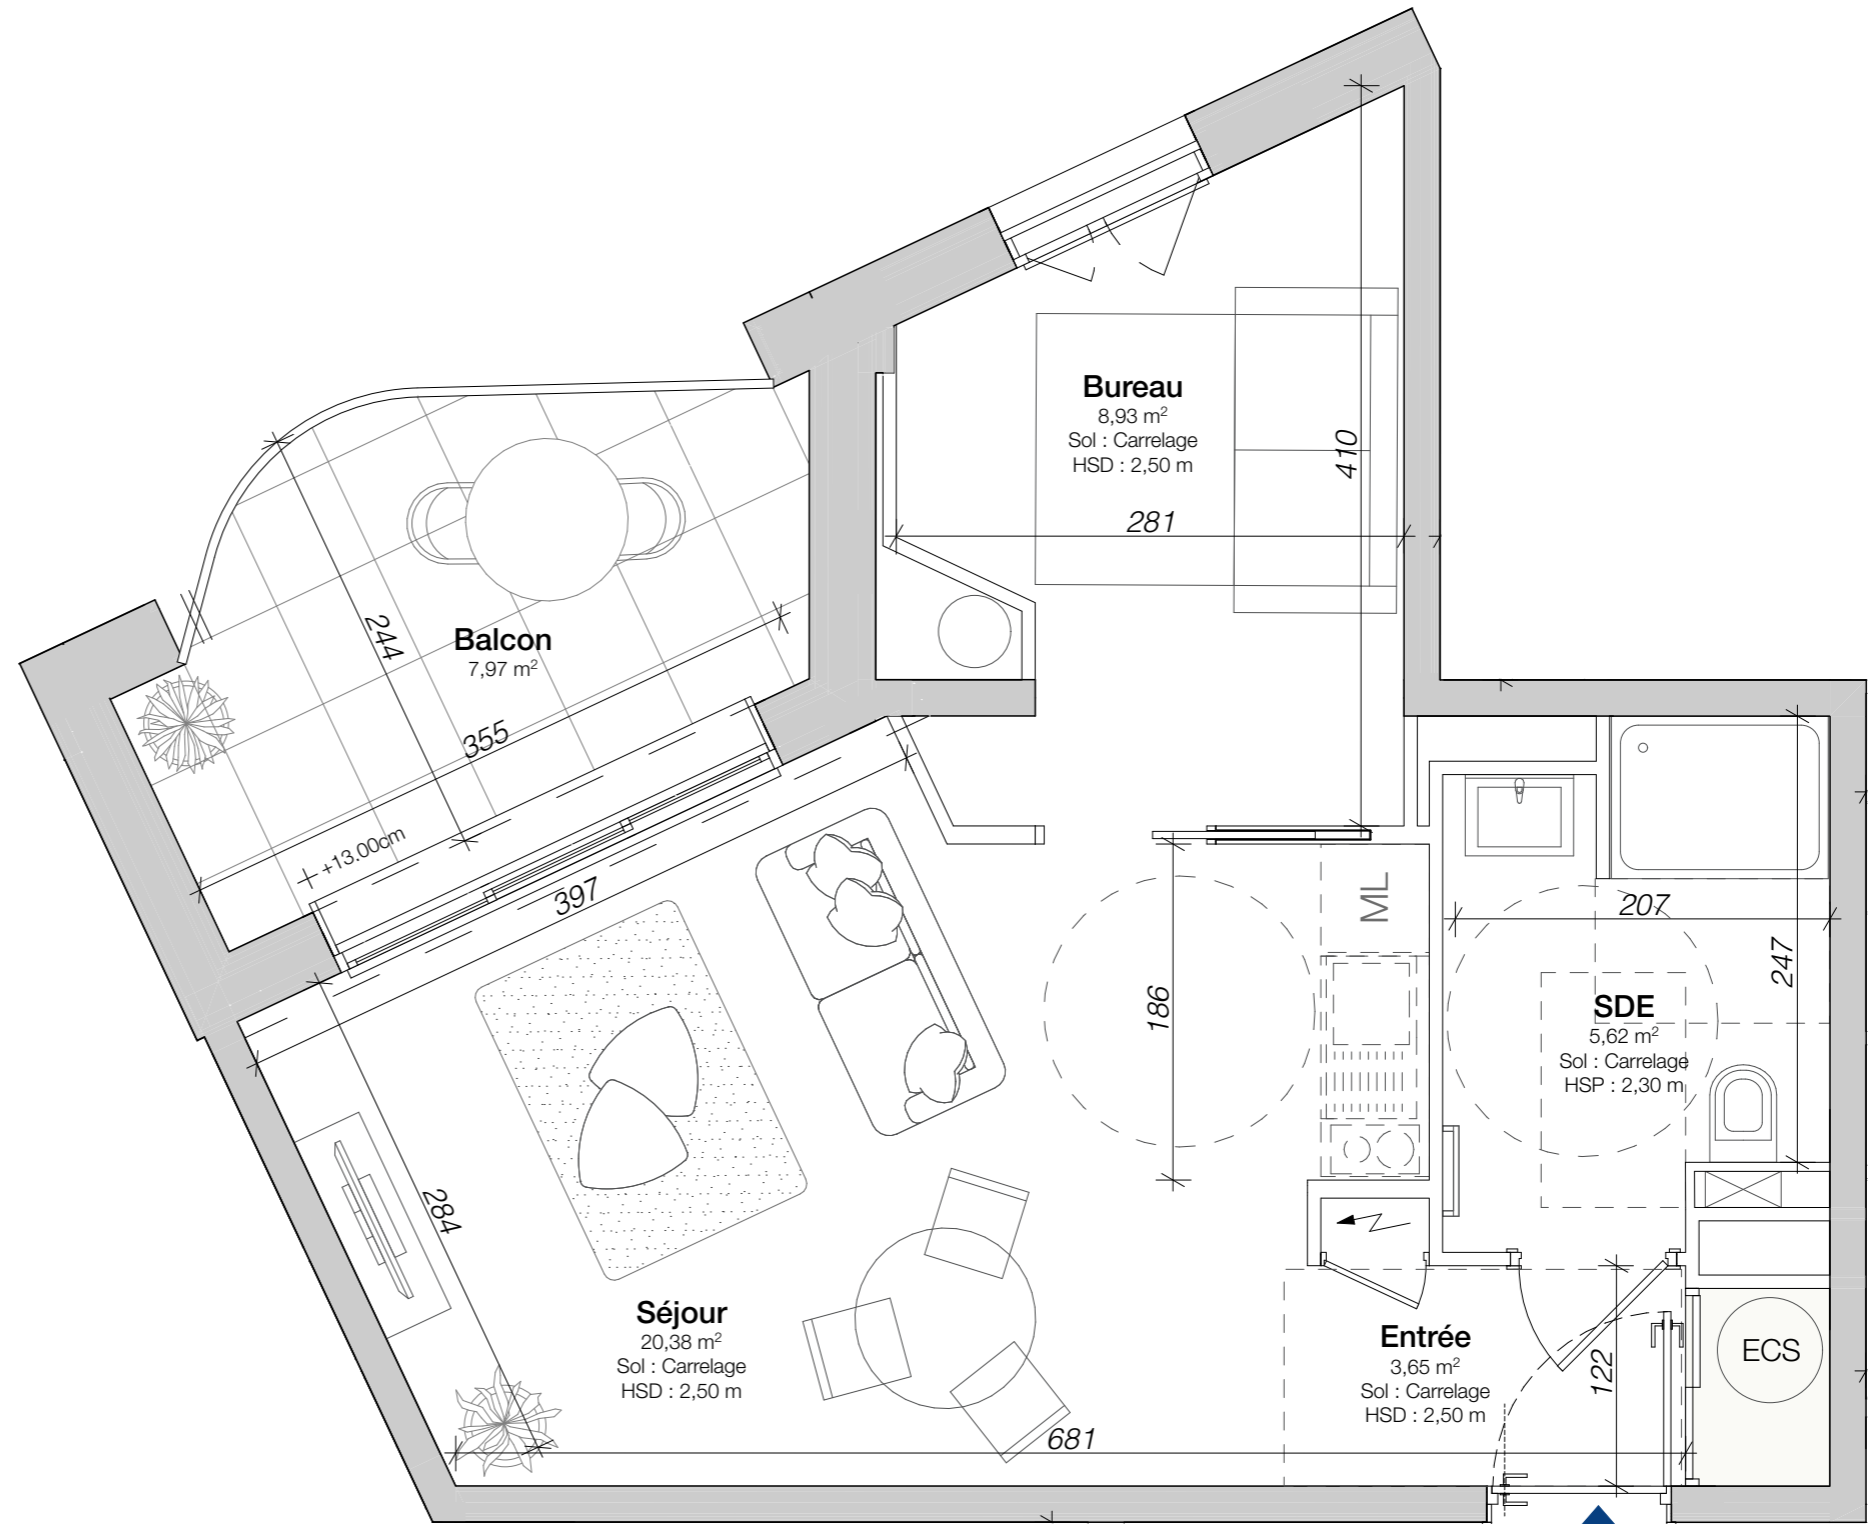 Bureau
8,93 m²
Sol : Carrelage
HSD : 2,50 m
410
281
244
Balcon
7,97 m²
355
+13.00cm
397
ML
207
247
186
SDE
5,62 m²
Sol : Carrelage
HSP : 2,30 m
284
Séjour
20,38 m²
Sol : Carrelage
HSD : 2,50 m
Entrée
3,65 m²
Sol : Carrelage
HSD : 2,50 m
122
ECS
681